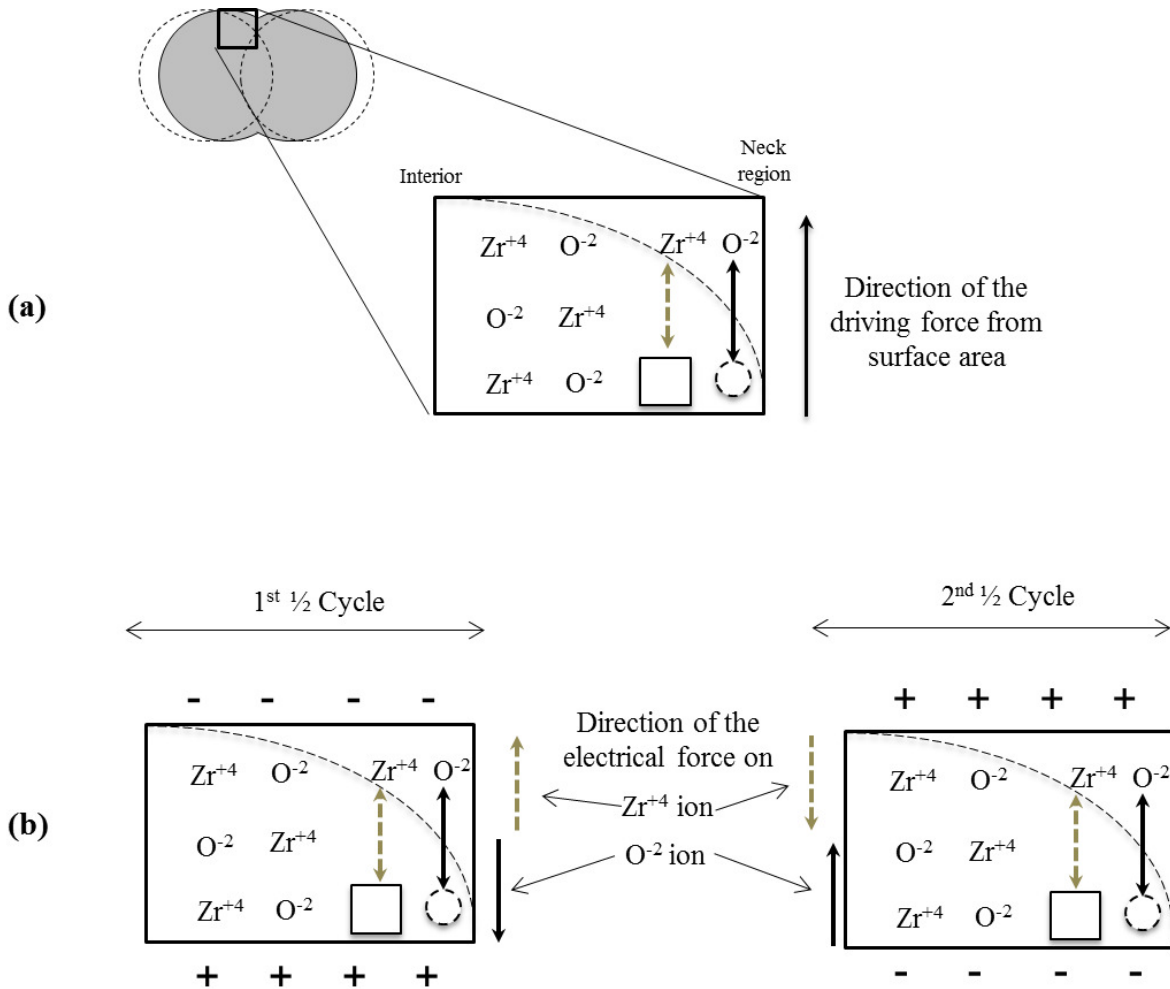 (a)
Interior
Neck
region
Zr+4 O-2 Zr+4 O-2
O-2 Zr+4
Zr+4 O-2
Direction of the
driving force from
surface area
(b)
1st ½ Cycle
- - - -
Zr+4 O-2 Zr+4 O-2
O-2 Zr+4
Zr+4 O-2
+ + + +
Direction of the
electrical force on
Zr+4 ion
O-2 ion
2nd ½ Cycle
+ + + +
Zr+4 O-2 Zr+4 O-2
O-2 Zr+4
Zr+4 O-2
- - - -